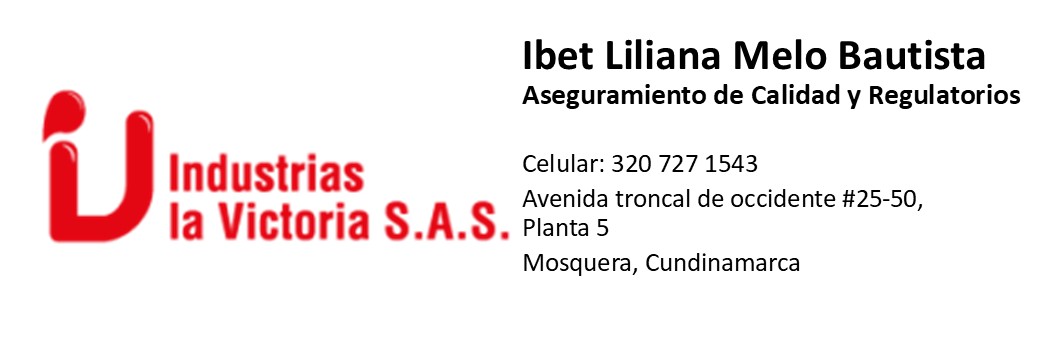 Industrias
la Victoria S.A.S.
Ibet Liliana Melo Bautista
Aseguramiento de Calidad y Regulatorios
Celular: 320 727 1543
Avenida troncal de occidente #25-50,
Planta 5
Mosquera, Cundinamarca